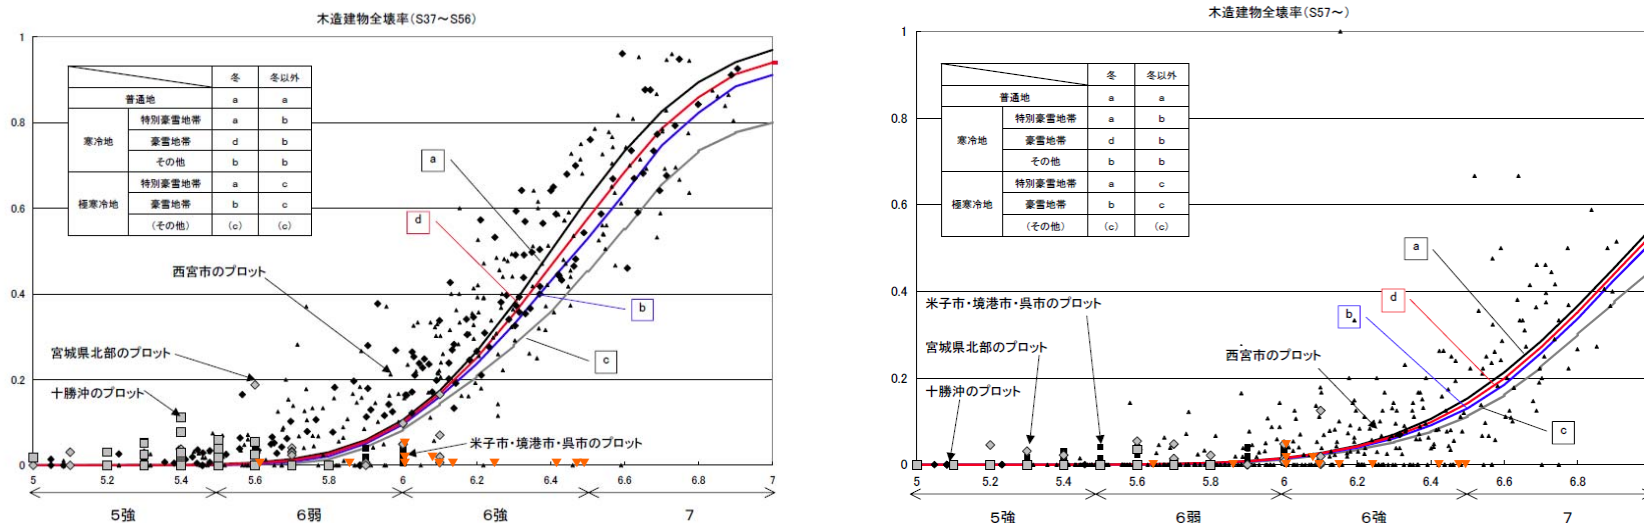 木造建物全壊率(S37～S56)
1
0.8
0.6
0.4
0.2
0
冬 冬以外
普通地 a a
寒冷地 特別豪雪地帯 a b
豪雪地帯 d b
その他 b b
極寒冷地 特別豪雪地帯 a c
豪雪地帯 b c
(その他) (c) (c)
a
d
西宮市のプロット
b
宮城県北部のプロット
c
十勝沖のプロット
米子市・境港市・呉市のプロット
5 5.2 5.4 5.6 5.8 6 6.2 6.4 6.6 6.8 7
5強 6弱 6強 7
木造建物全壊率(S57～)
1
0.8
0.6
0.4
0.2
0
冬 冬以外
普通地 a a
寒冷地 特別豪雪地帯 a b
豪雪地帯 d b
その他 b b
極寒冷地 特別豪雪地帯 a c
豪雪地帯 b c
(その他) (c) (c)
a
d
米子市・境港市・呉市のプロット
b
宮城県北部のプロット
西宮市のプロット
十勝沖のプロット
c
5 5.2 5.4 5.6 5.8 6 6.2 6.4 6.6 6.8
5強 6弱 6強 7